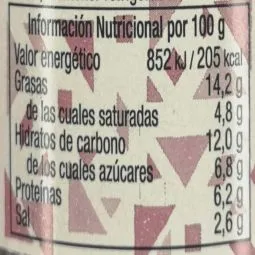 Información Nutricional por 100 g
Valor energético 852 kJ / 205 kcal
Grasas 14,2 g
de las cuales saturadas 4,8 g
Hidratos de carbono 12,0 g
de los cuales azúcares 6,8 g
Proteínas 6,2 g
Sal 2,6 g